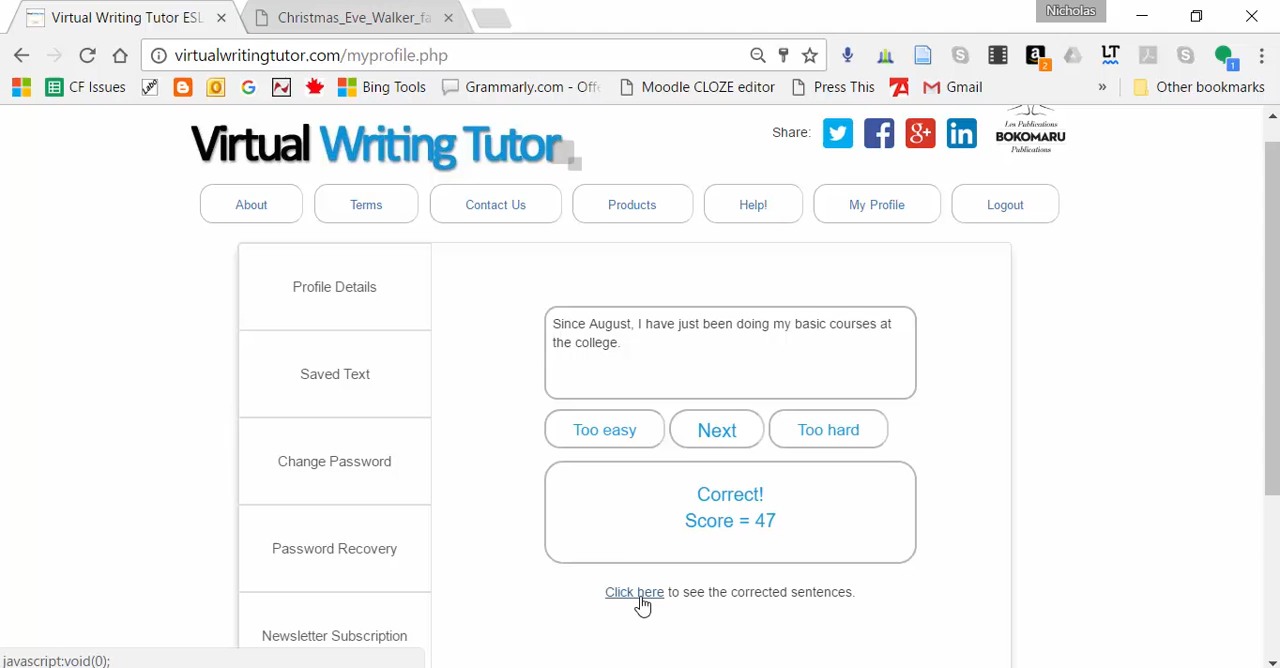 Virtual Writing Tutor ESL
Christmas_Eve_Walker_fa
Nicholas
virtualwritingtutor.com/myprofile.php
CF Issues
Bing Tools
Grammarly.com - Off
Moodle CLOZE editor
Press This
Gmail
»
Other bookmarks
LT
2
1
Virtual Writing Tutor
Share:
Les Publications
BOKOMARU
Publications
About
Terms
Contact Us
Products
Help!
My Profile
Logout
Profile Details
Saved Text
Change Password
Password Recovery
Newsletter Subscription
Since August, I have just been doing my basic courses at
the college.
Too easy
Next
Too hard
Correct!
Score = 47
Click here to see the corrected sentences.
javascript:void(0);